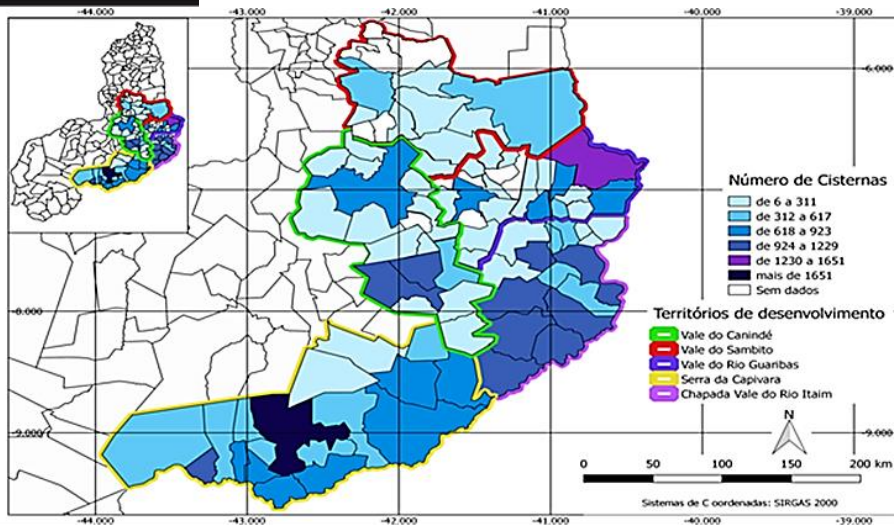 -44.000 -43.000 -42.000 -41.000 -40.000 -39.000
-6.000
Número de Cisternas
de 6 a 311
de 312 a 617
de 618 a 923
de 924 a 1229
de 1230 a 1651
mais de 1651
Sem dados
-8.000 -8.000
Territórios de desenvolvimento
Vale do Canindé
Vale do Sambito
Vale do Rio Guaribas
Serra da Capivara
Chapada Vale do Rio Itaim
N
-9.000 -9.000
0 50 100 150 200 km
Sistemas de C oordenadas: SIRGAS 2000
-44.000 -43.000 -42.000 -41.000 -40.000 -39.000